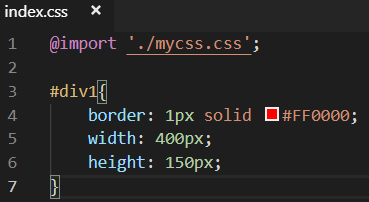 index.css ×
1 @import './mycss.css';
2
3 #div1{
4 border: 1px solid #FF0000;
5 width: 400px;
6 height: 150px;
7 }